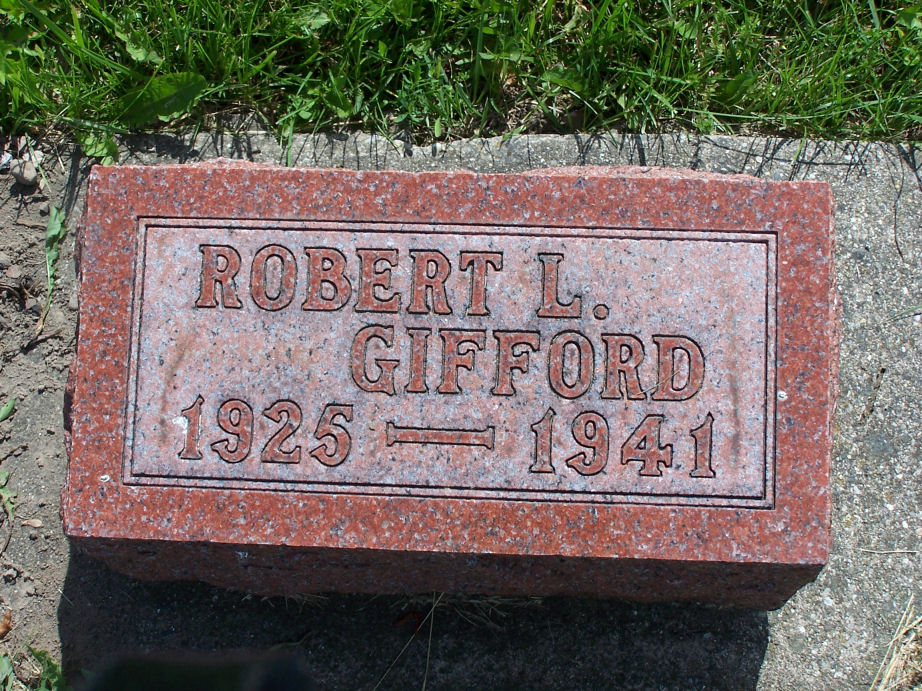 ROBERT L.
GIFFORD
1925 — 1941